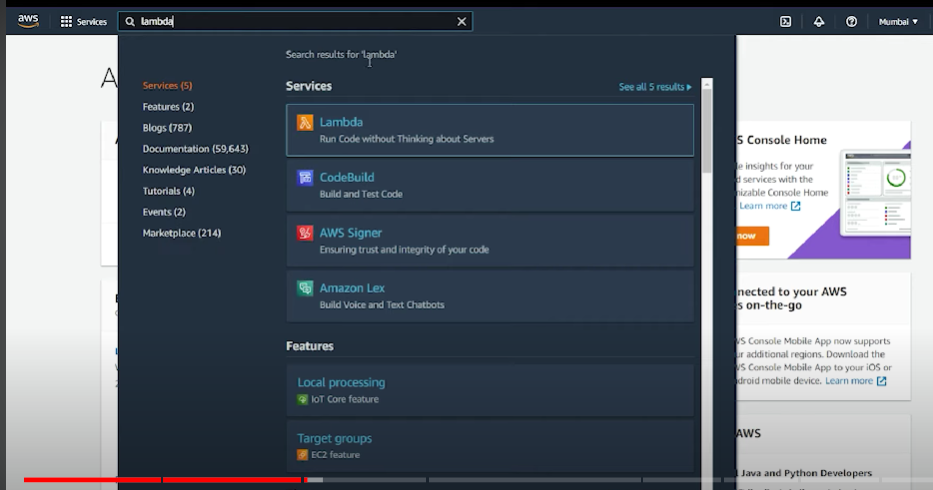 aws
Services
lambda
Mumbai
Search results for 'lambda'
Services (5)
Features (2)
Blogs (787)
Documentation (59,643)
Knowledge Articles (30)
Tutorials (4)
Events (2)
Marketplace (214)
Services
See all 5 results
Lambda
Run Code without Thinking about Servers
CodeBuild
Build and Test Code
AWS Signer
Ensuring trust and integrity of your code
Amazon Lex
Build Voice and Text Chatbots
Features
Local processing
IoT Core feature
Target groups
EC2 feature
A
S Console Home
e insights for your
d services with the
nizable Console Home
Learn more
now
nected to your AWS
s on-the-go
WS Console Mobile App now supports
ur additional regions. Download the
WS Console Mobile App to your iOS or
droid mobile device. Learn more
AWS
Java and Python Developers